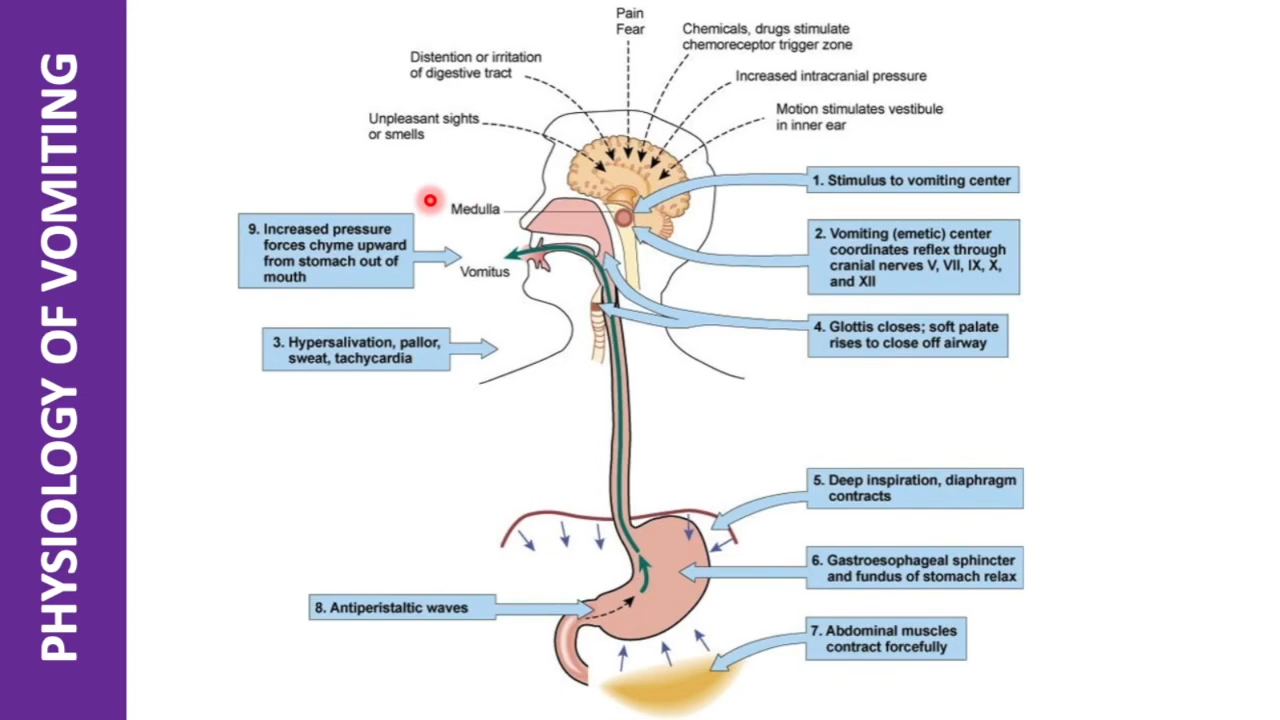 PHYSIOLOGY OF VOMITING
Pain
Fear
Chemicals, drugs stimulate
chemoreceptor trigger zone
Distention or irritation
of digestive tract
Increased intracranial pressure
Motion stimulates vestibule
in inner ear
Unpleasant sights
or smells
1. Stimulus to vomiting center
Medulla
2. Vomiting (emetic) center
coordinates reflex through
cranial nerves V, VII, IX, X,
and XII
9. Increased pressure
forces chyme upward
from stomach out of
mouth
Vomitus
3. Hypersalivation, pallor,
sweat, tachycardia
4. Glottis closes; soft palate
rises to close off airway
5. Deep inspiration, diaphragm
contracts
6. Gastroesophageal sphincter
and fundus of stomach relax
8. Antiperistaltic waves
7. Abdominal muscles
contract forcefully